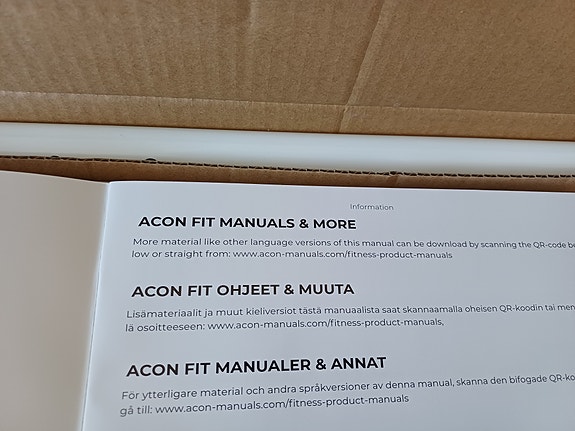 Information
ACON FIT MANUALS & MORE
More material like other language versions of this manual can be download by scanning the QR-code
low or straight from: www.acon-manuals.com/fitness-product-manuals
ACON FIT OHJEET & MUUTA
Lisämateriaalit ja muut kieliversiot tästä manuaalista saat skannaamalla oheisen QR-koodin tai
lä osoitteeseen: www.acon-manuals.com/fitness-product-manuals,
ACON FIT MANUALER & ANNAT
För ytterligare material och andra språkversioner av denna manual, skanna den bifogade
gå till: www.acon-manuals.com/fitness-product-manuals